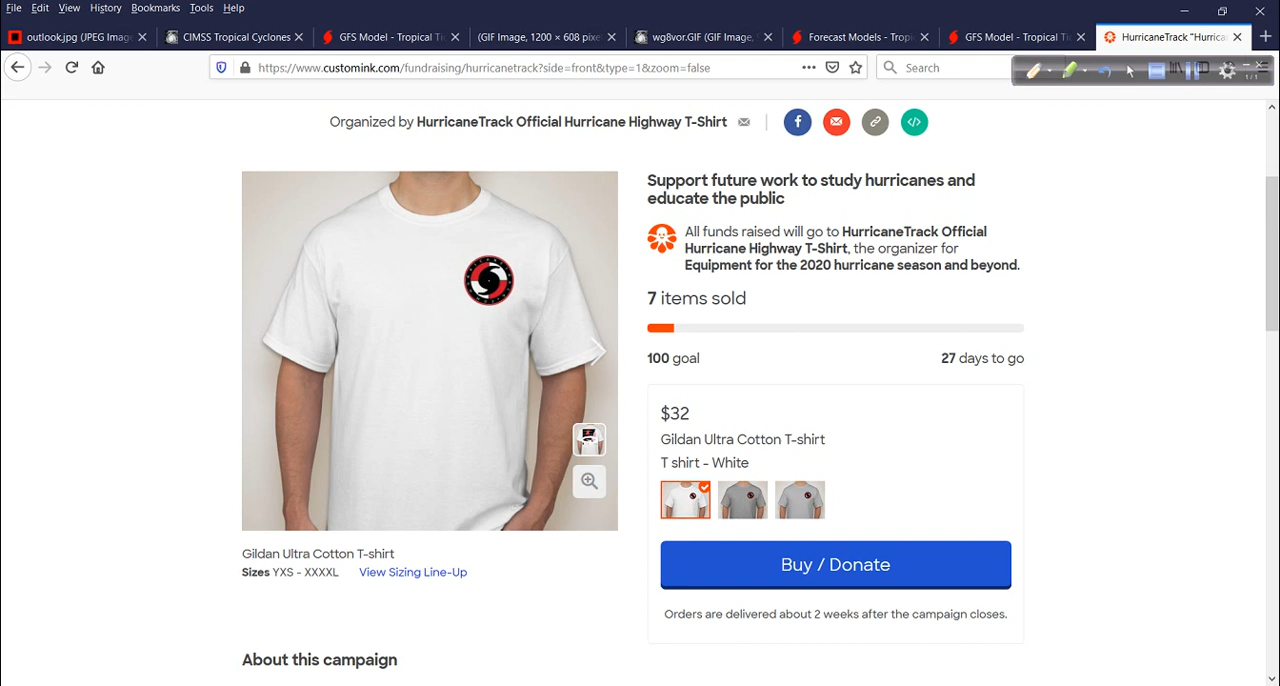 File Edit View History Bookmarks Tools Help
outlook.jpg (JPEG Imag
CIMSS Tropical Cyclones
GFS Model - Tropical Ti
(GIF Image, 1200 × 608 pixe
wg8vor.GIF (GIF Image,
Forecast Models - Tropi
GFS Model - Tropical Ti
HurricaneTrack "Hurrica
https://www.customink.com/fundraising/hurricanetrack?side=front&type=1&zoom=false
Search
1/1
Organized by HurricaneTrack Official Hurricane Highway T-Shirt
Support future work to study hurricanes and
educate the public
All funds raised will go to HurricaneTrack Official
Hurricane Highway T-Shirt, the organizer for
Equipment for the 2020 hurricane season and beyond.
7 items sold
100 goal
27 days to go
$32
Gildan Ultra Cotton T-shirt
T shirt - White
Buy / Donate
Orders are delivered about 2 weeks after the campaign closes.
Gildan Ultra Cotton T-shirt
Sizes YXS - XXXXL View Sizing Line-Up
About this campaign